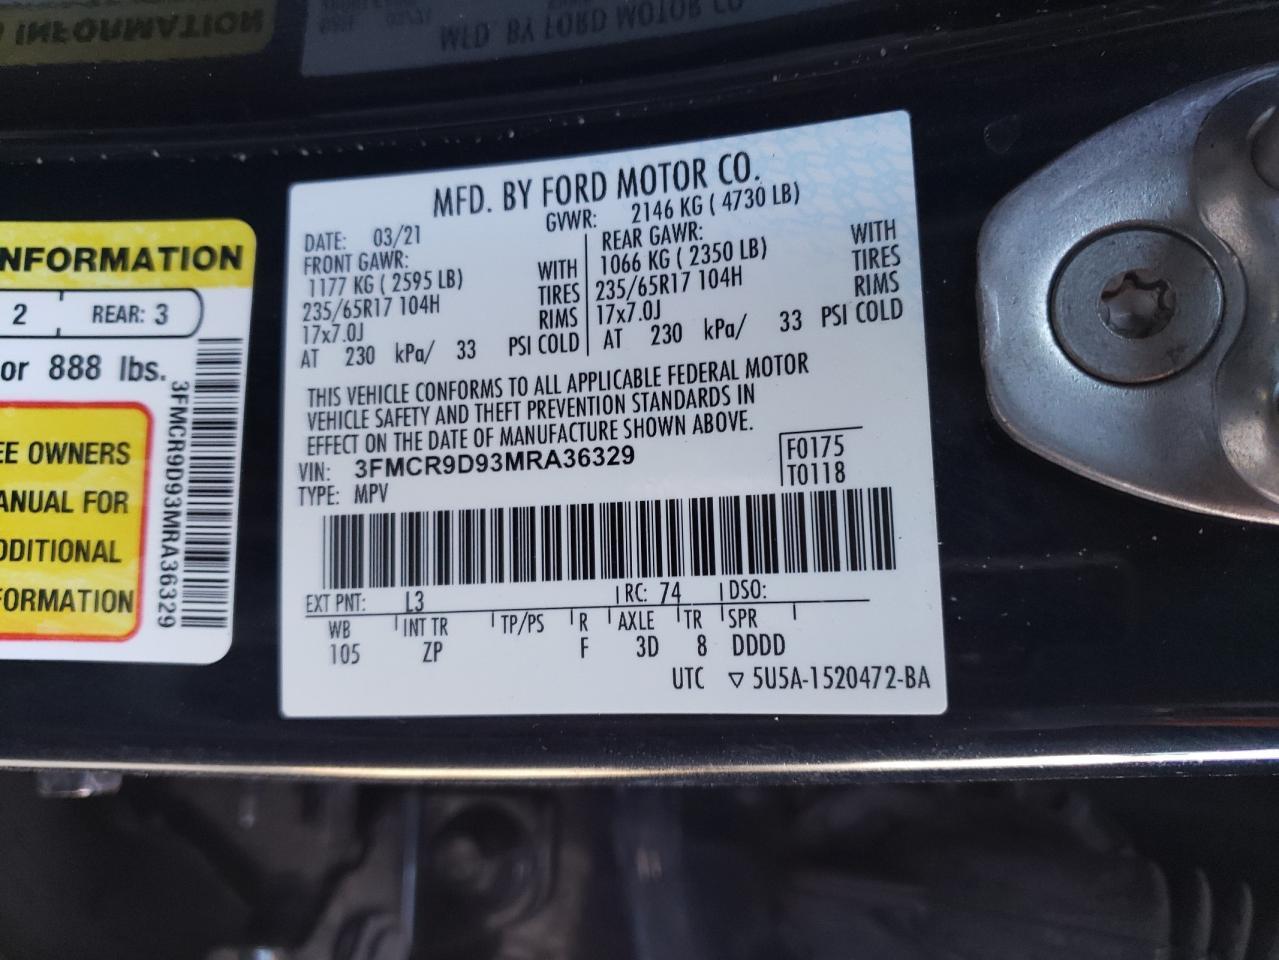 INFORMATION
MFD. BY FORD MOTOR CO
NFORMATION
2 REAR: 3
or 888 lbs.
EE OWNERS
ANUAL FOR
DDITIONAL
FORMATION
3FMCR9D93MRA36329
MFD. BY FORD MOTOR CO.
DATE: 03/21 GVWR: 2146 KG ( 4730 LB)
FRONT GAWR: REAR GAWR: WITH
1177 KG ( 2595 LB) WITH 1066 KG ( 2350 LB) TIRES
235/65R17 104H TIRES 235/65R17 104H RIMS
17x7.0J RIMS 17x7.0J
AT 230 kPa/ 33 PSI COLD AT 230 kPa/ 33 PSI COLD
THIS VEHICLE CONFORMS TO ALL APPLICABLE FEDERAL MOTOR
VEHICLE SAFETY AND THEFT PREVENTION STANDARDS IN
EFFECT ON THE DATE OF MANUFACTURE SHOWN ABOVE.
VIN: 3FMCR9D93MRA36329 F0175
TYPE: MPV T0118
EXT PNT: L3 RC: 74 DSO:
WB INT TR TP/PS R AXLE TR SPR
105 ZP F 3D 8 DDDD
UTC ▽ 5U5A-1520472-BA